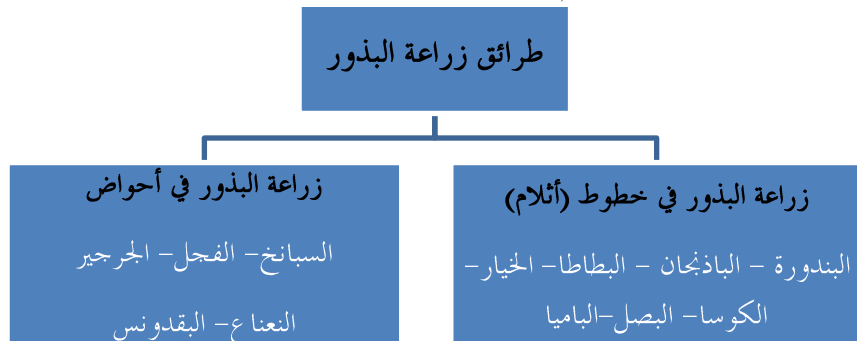 طرائق زراعة البذور
زراعة البذور في خطوط (أثلام)
البندورة – الباذنجان – البطاطا– الخيار–
الكوسا– البصل–الباميا
زراعة البذور في أحواض
السبانخ– الفجل– الجرجير
النعناع– البقدونس